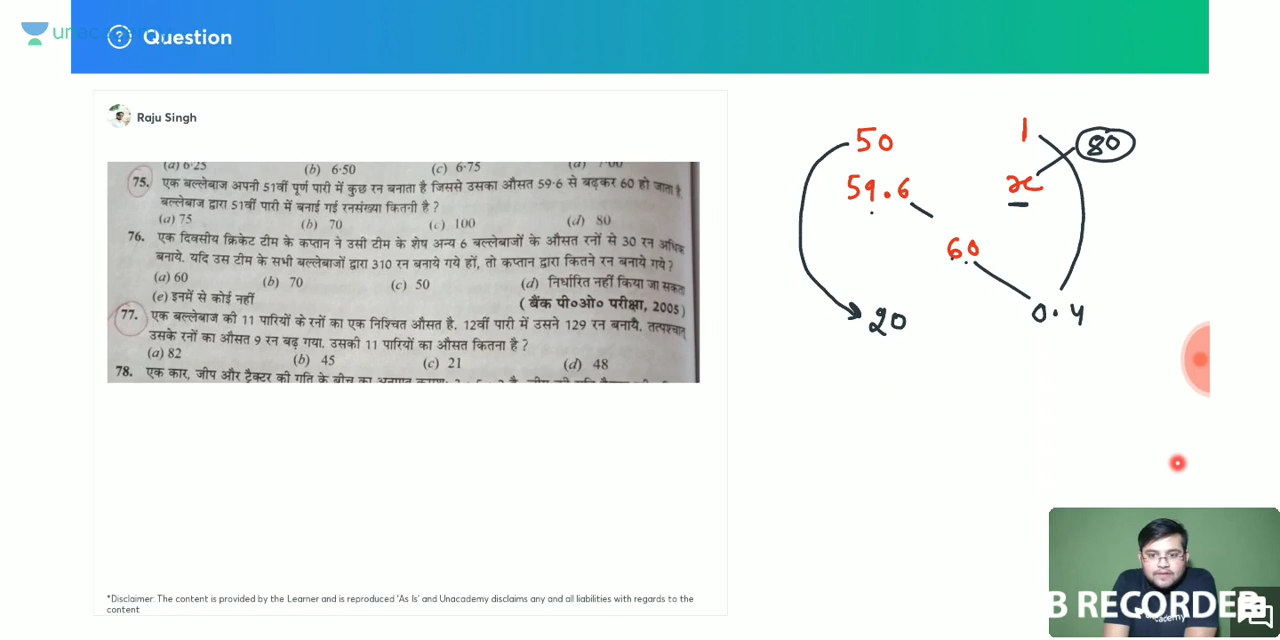 unacademy
Question
Raju Singh
(a) 6·25 (b) 6·50 (c) 6·75 (d) 7·00
75. एक बल्लेबाज अपनी 51वीं पूर्ण पारी में कुछ रन बनाता है जिससे उसका औसत 59·6 से बढ़कर 60 हो जाता है.
बल्लेबाज द्वारा 51वीं पारी में बनाई गई रनसंख्या कितनी है ?
(a) 75 (b) 70 (c) 100 (d) 80
76. एक दिवसीय क्रिकेट टीम के कप्तान ने उसी टीम के शेष अन्य 6 बल्लेबाजों के औसत रनों से 30 रन अधिक
बनाये. यदि उस टीम के सभी बल्लेबाजों द्वारा 310 रन बनाये गये हों, तो कप्तान द्वारा कितने रन बनाये गये ?
(a) 60 (b) 70 (c) 50 (d) निर्धारित नहीं किया जा सकता
(e) इनमें से कोई नहीं (बैंक पी०ओ० परीक्षा, 2005)
77. एक बल्लेबाज की 11 पारियों के रनों का एक निश्चित औसत है. 12वीं पारी में उसने 129 रन बनाये. तत्पश्चात्
उसके रनों का औसत 9 रन बढ़ गया. उसकी 11 पारियों का औसत कितना है ?
(a) 82 (b) 45 (c) 21 (d) 48
78. एक कार, जीप और ट्रैक्टर की गति के बीच का अनुपात
50 1 80
59.6 x
60
20 0.4
*Disclaimer: The content is provided by the Learner and is reproduced 'As Is' and Unacademy disclaims any and all liabilities with regards to the
content
B RECORDER
unacademy